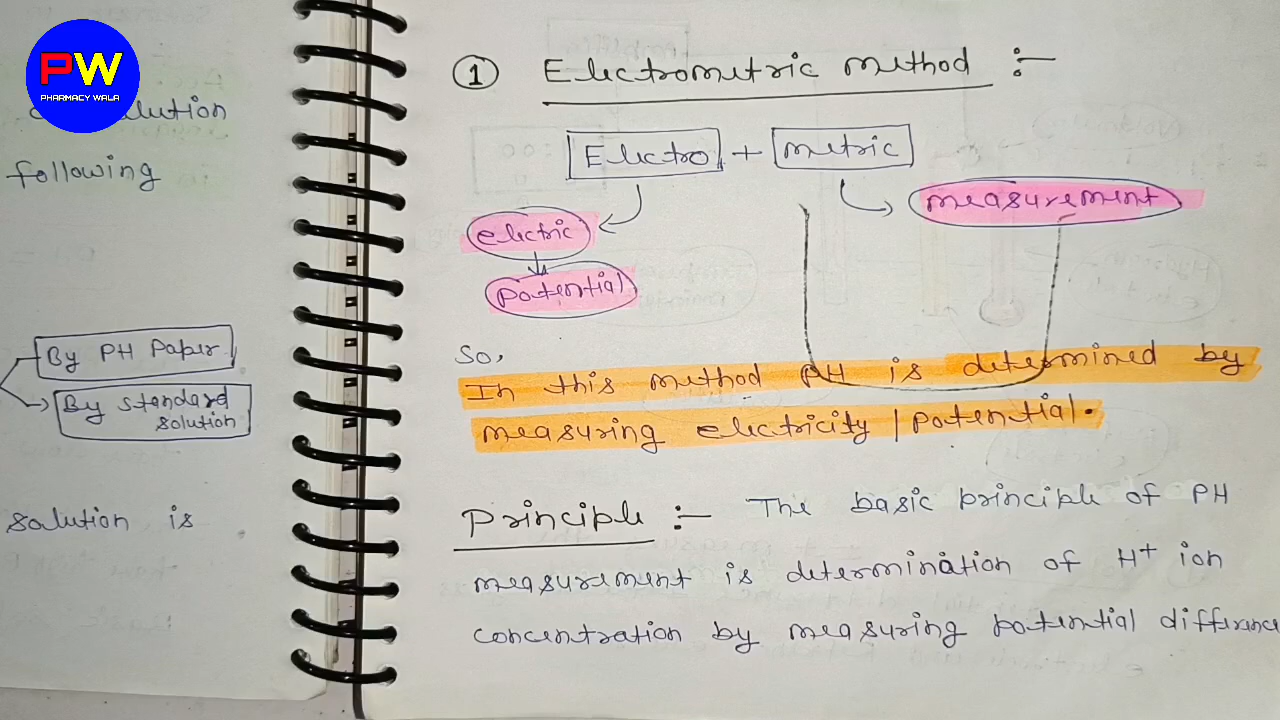 PW
PHARMACY WALA
lution
following
By PH Paper
By standard
solution
solution is
① Electrometric method :-
Electro + metric
electric
measurement
potential
So,
In this method PH is determined by
measuring electricity / potential.
Principle :- The basic principle of PH
measurement is determination of H+ ion
concentration by measuring potential difference